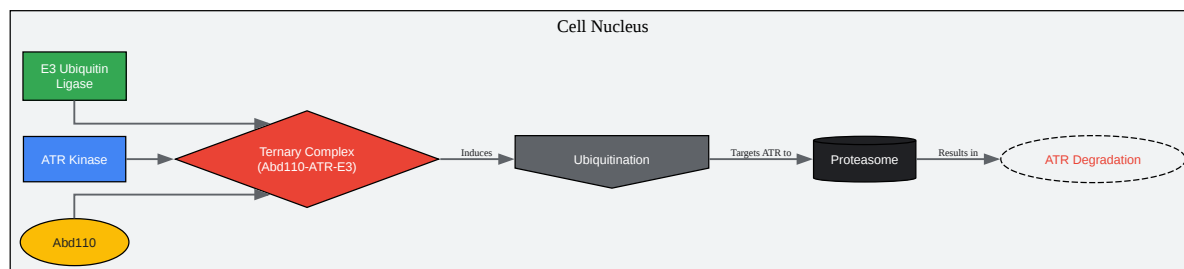 Cell Nucleus
E3 Ubiquitin
Ligase
ATR Kinase
Abd110
Ternary Complex
(Abd110-ATR-E3)
Induces
Ubiquitination
Targets ATR to
Proteasome
Results in
ATR Degradation